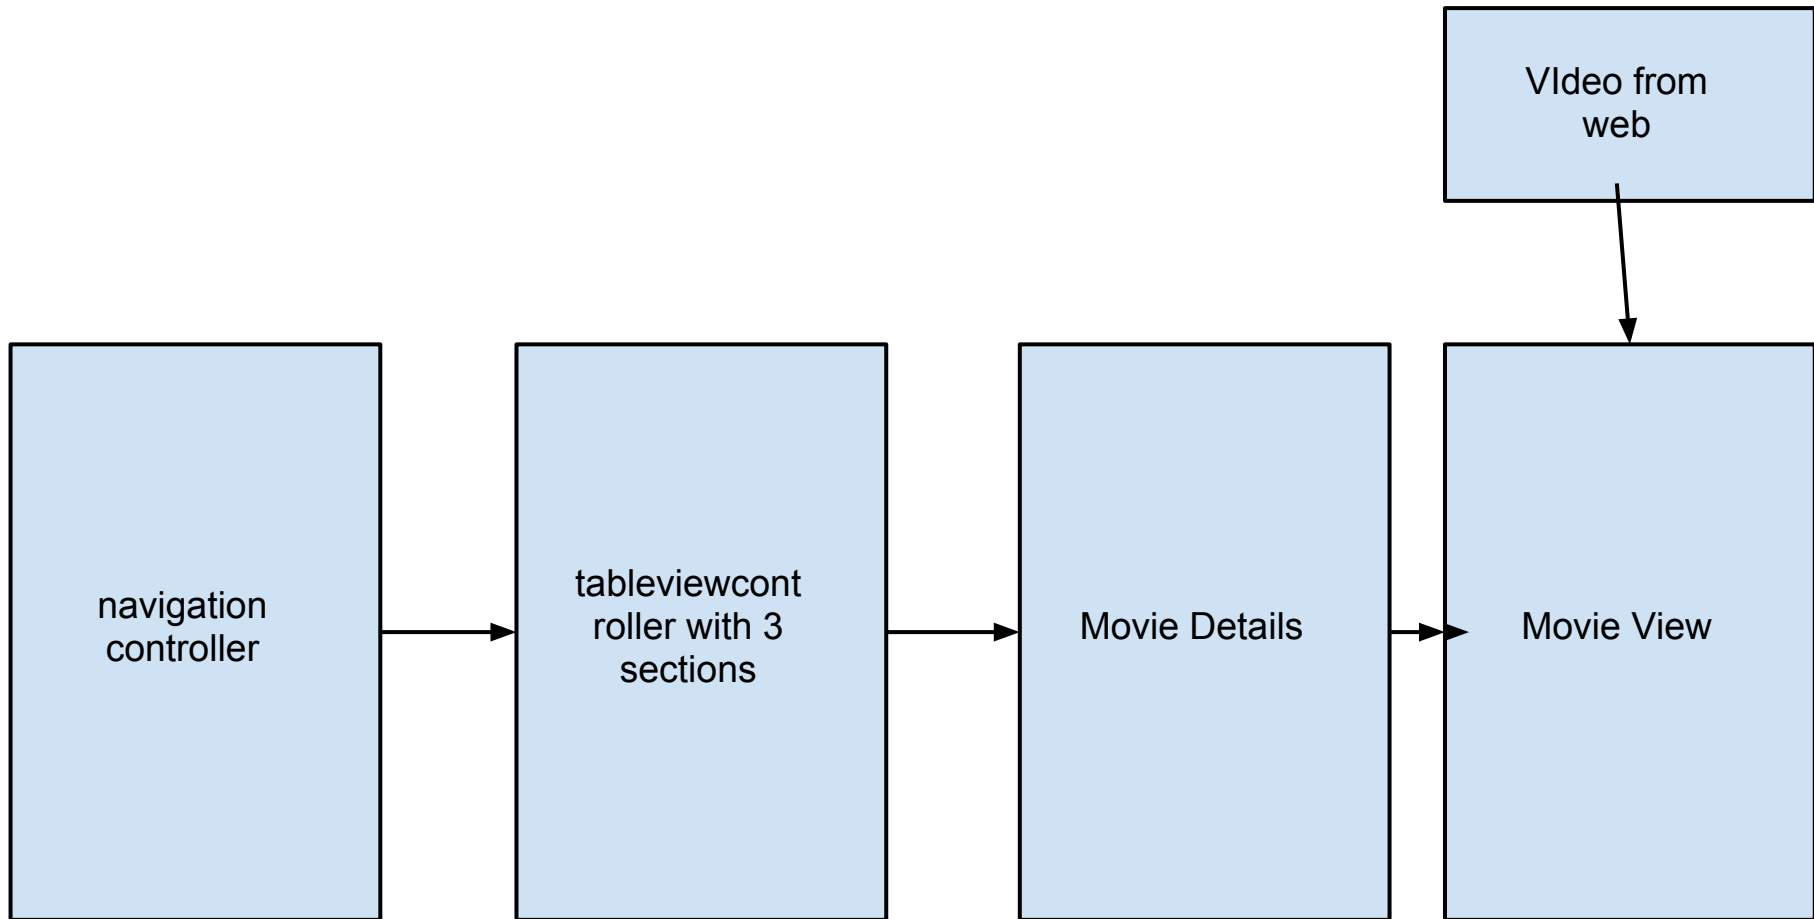 VIdeo from
web
navigation
controller
tableviewcont
roller with 3
sections
Movie Details
Movie View